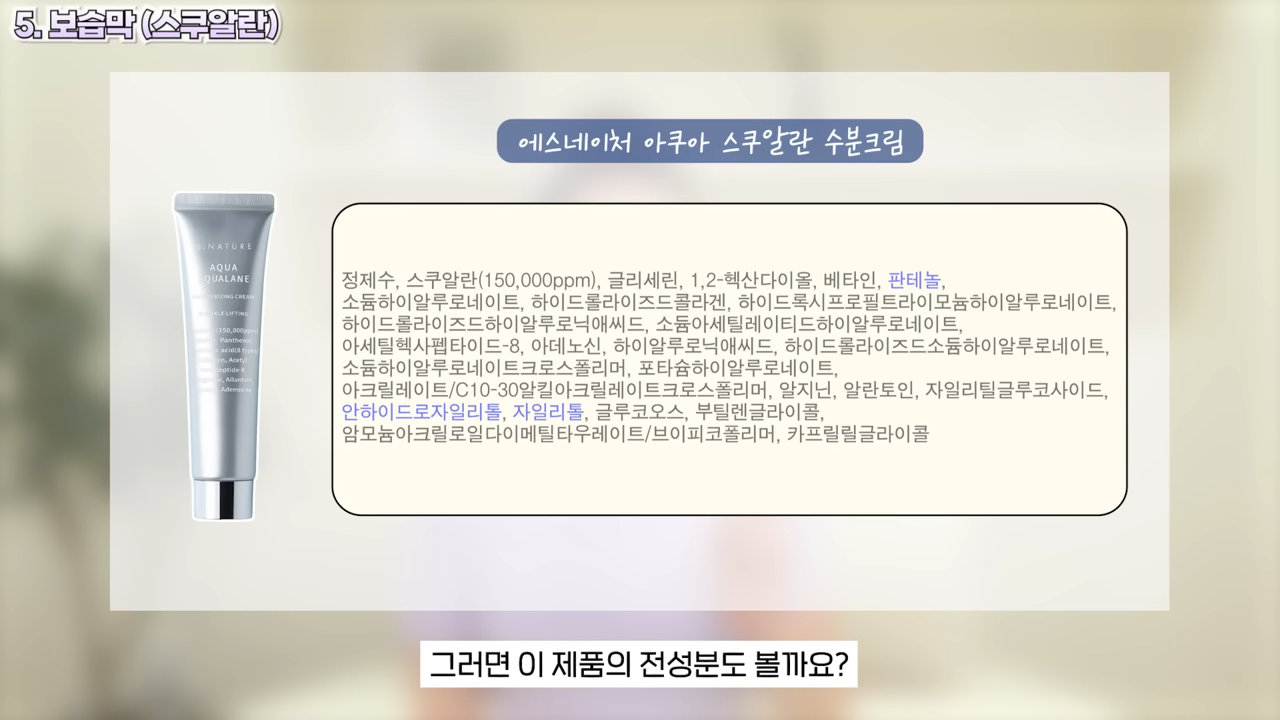 5. 보습막 (스쿠알란)
에스네이처 아쿠아 스쿠알란 수분크림
.NATURE
AQUA
QUALANE
CREAM
LIFTING
(150,000ppm)
Panthenol,
acid(8 type)
Acetyl
Allantoin,
Adenosine
정제수, 스쿠알란(150,000ppm), 글리세린, 1,2-헥산다이올, 베타인, 판테놀,
소듐하이알루로네이트, 하이드롤라이즈드콜라겐, 하이드록시프로필트라이모늄하이알루로네이트,
하이드롤라이즈드하이알루로닉애씨드, 소듐아세틸레이티드하이알루로네이트,
아세틸헥사펩타이드-8, 아데노신, 하이알루로닉애씨드, 하이드롤라이즈드소듐하이알루로네이트,
소듐하이알루로네이트크로스폴리머, 포타슘하이알루로네이트,
아크릴레이트/C10-30알킬아크릴레이트크로스폴리머, 알지닌, 알란토인, 자일리틸글루코사이드,
안하이드로자일리톨, 자일리톨, 글루코오스, 부틸렌글라이콜,
암모늄아크릴로일다이메틸타우레이트/브이피코폴리머, 카프릴릴글라이콜
그러면 이 제품의 전성분도 볼까요?